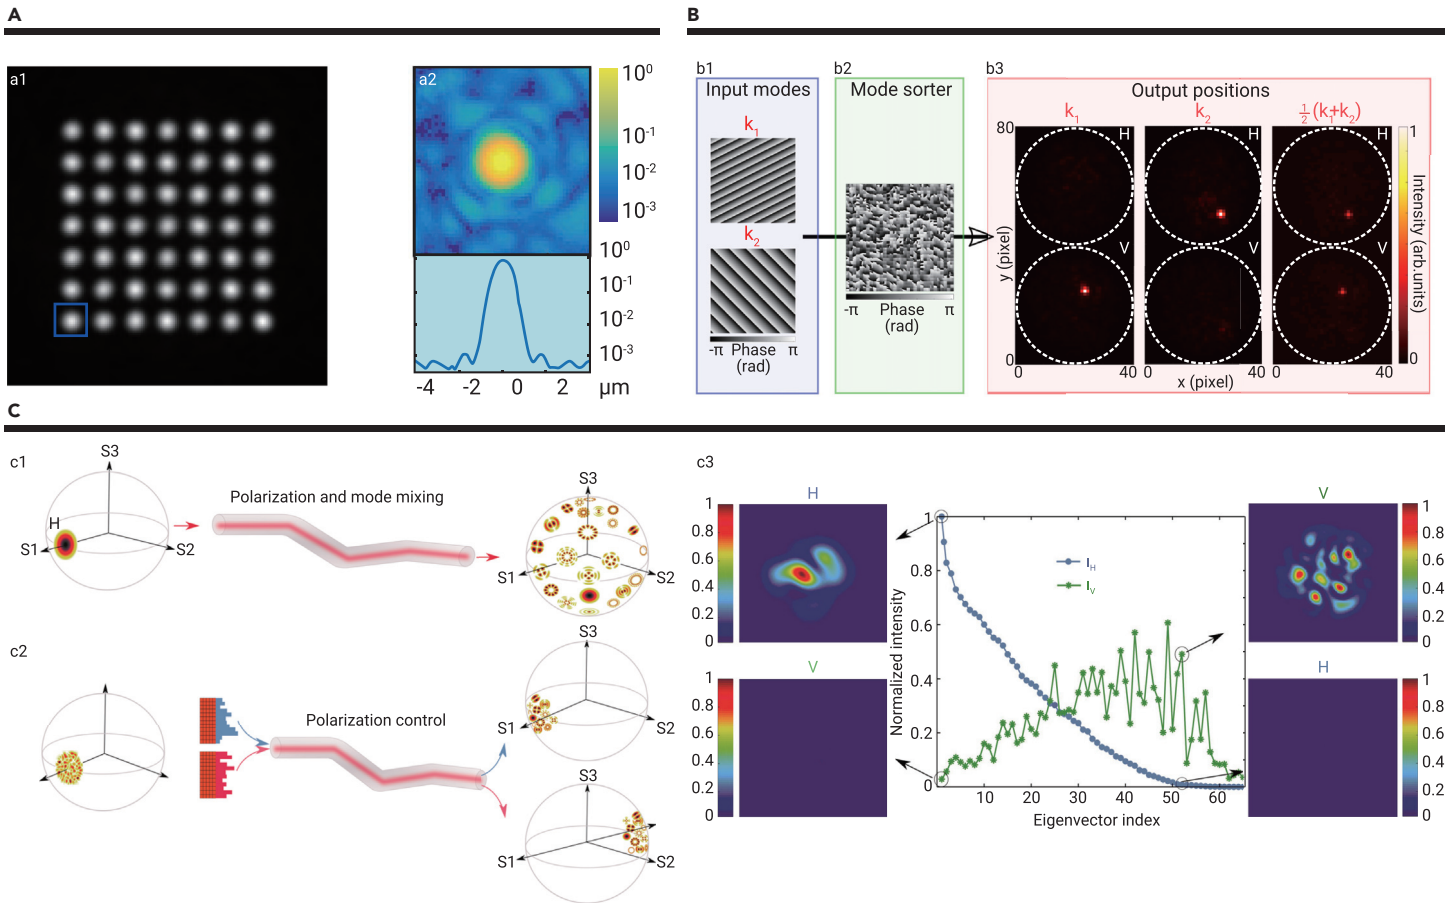 A
a1
a2
10⁰
10⁻¹
10⁻²
10⁻³
10⁰
10⁻¹
10⁻²
10⁻³
-4 -2 0 2 μm
B
b1
Input modes
k₁
k₂
-π Phase π
(rad)
b2
Mode sorter
-π Phase π
(rad)
b3
Output positions
k₁ k₂ ½(k₁+k₂)
80 H H H
V V V
y (pixel)
0
0 40 0 40 0 40
x (pixel)
1
Intensity (arb.units)
0
C
c1
S3
H
S1 S2
Polarization and mode mixing
S3
S1 S2
c2
Polarization control
S3
S1 S2
S3
S1 S2
c3
H
1
0.8
0.6
0.4
0.2
0
V
1
0.8
0.6
0.4
0.2
0
Normalized intensity
1
0.8
0.6
0.4
0.2
0
I_H
I_V
10 20 30 40 50 60
Eigenvector index
V
1
0.8
0.6
0.4
0.2
0
H
1
0.8
0.6
0.4
0.2
0